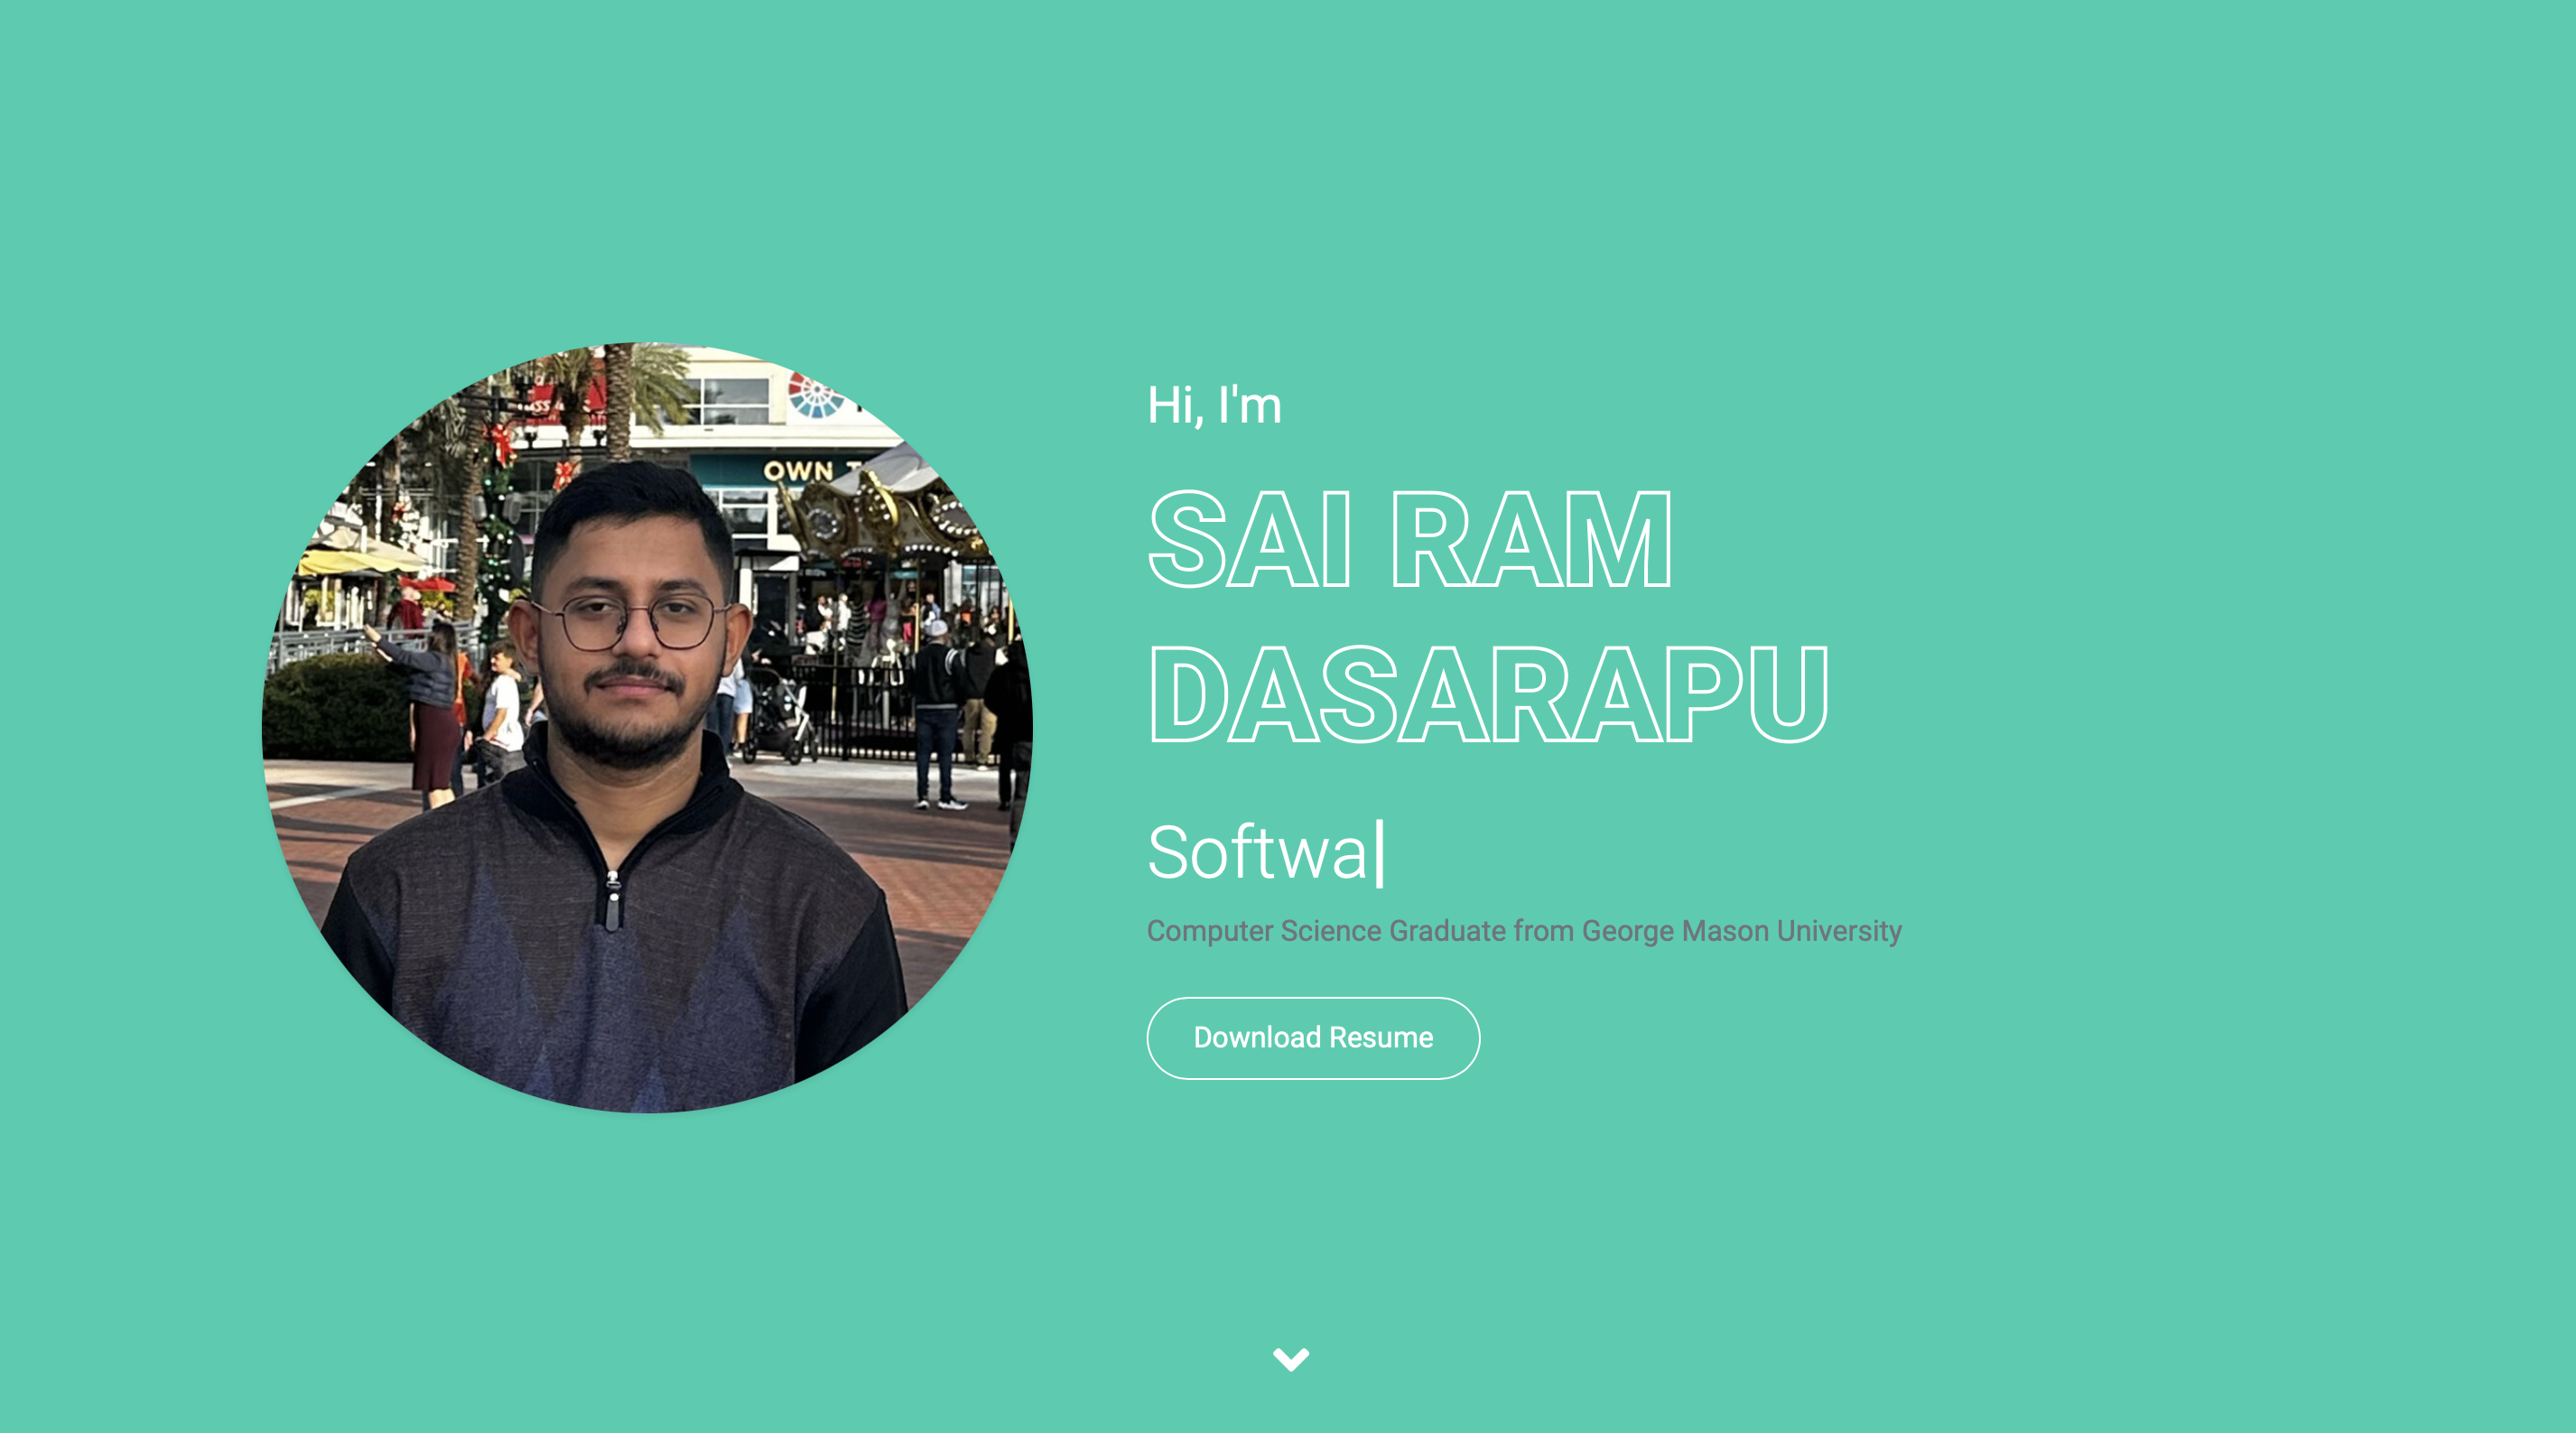 OWN
Hi, I'm
SAI RAM
DASARAPU
Softwa
Computer Science Graduate from George Mason University
Download Resume